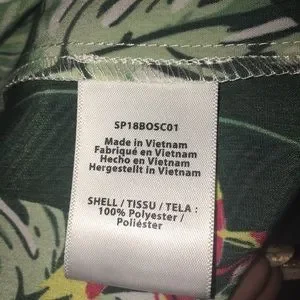 SP18BOSC01
Made in Vietnam
Fabriqué en Vietnam
Hecho en Vietnam
Hergestellt in Vietnam
SHELL / TISSU / TELA :
100% Polyester /
Poliéster